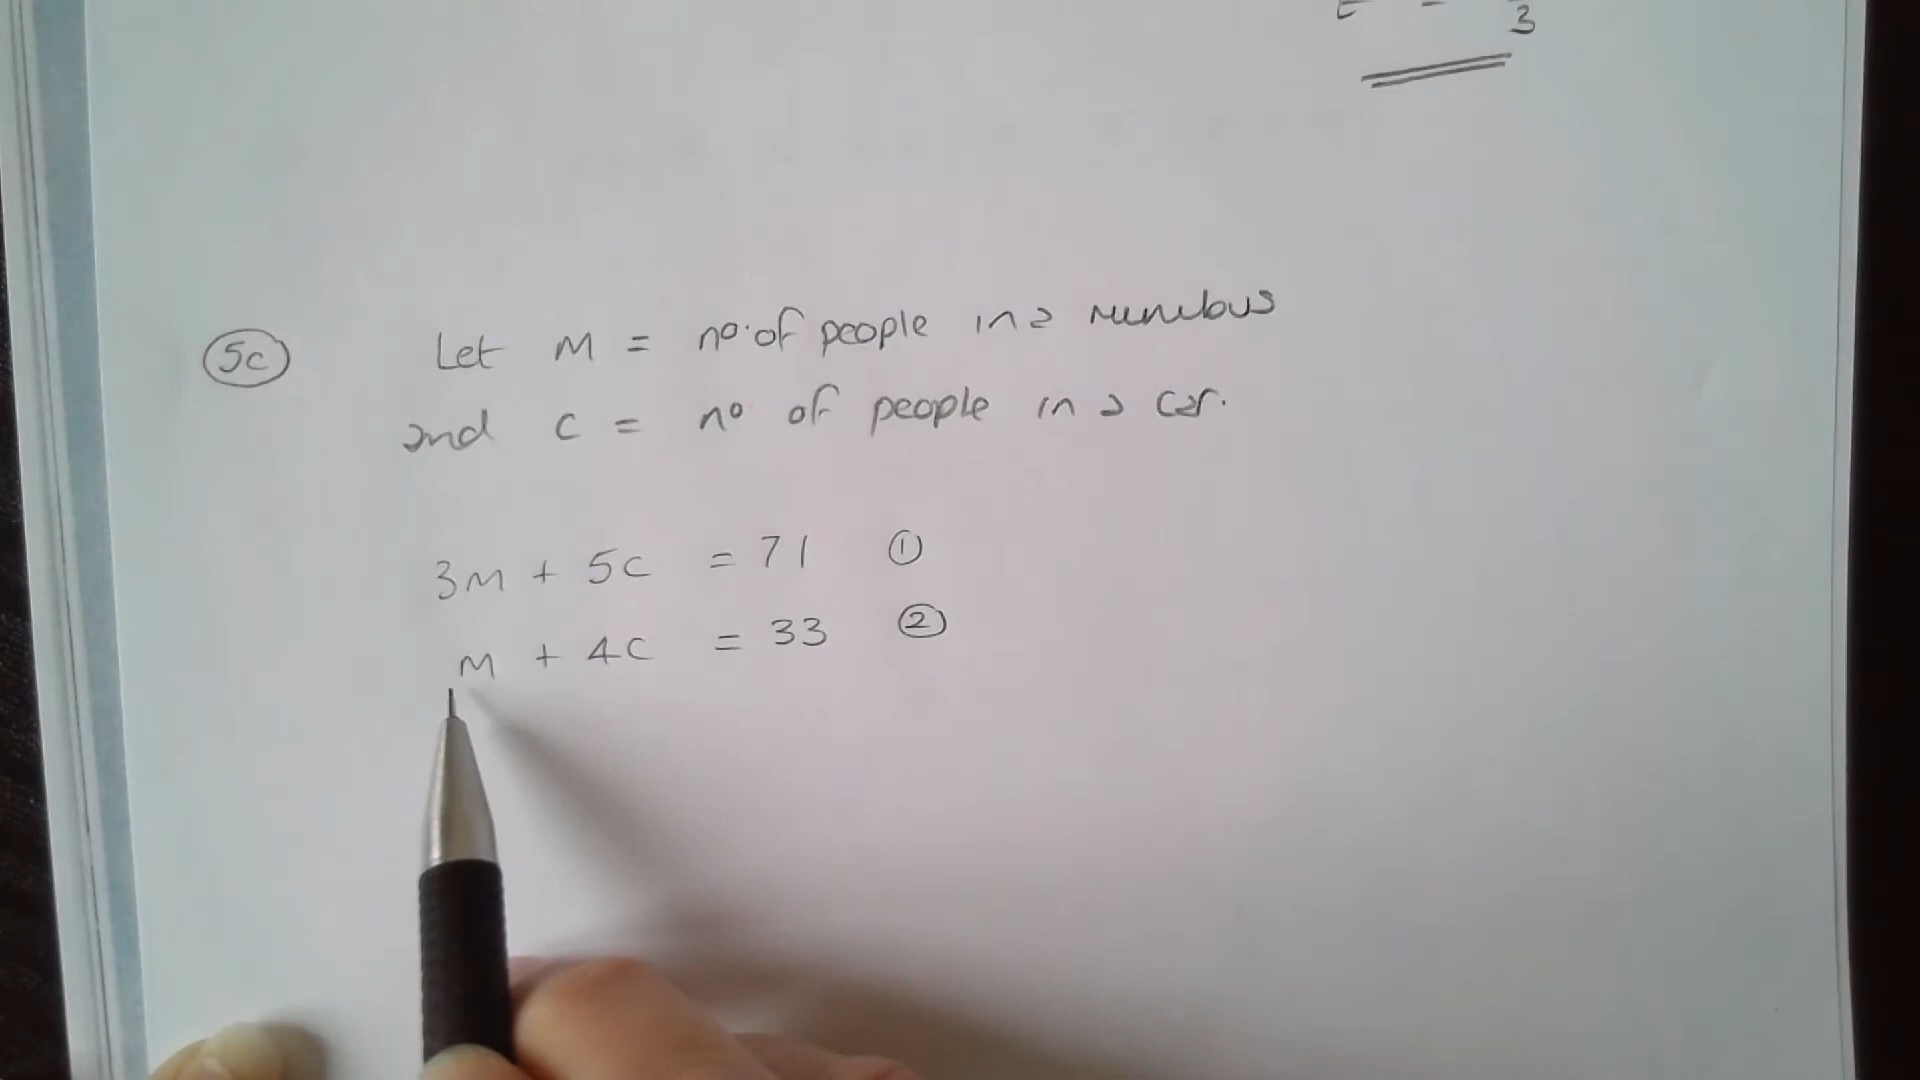 3
5c Let M = no. of people in a minibus
and c = no of people in a car.
3M + 5c = 71 ①
M + 4c = 33 ②